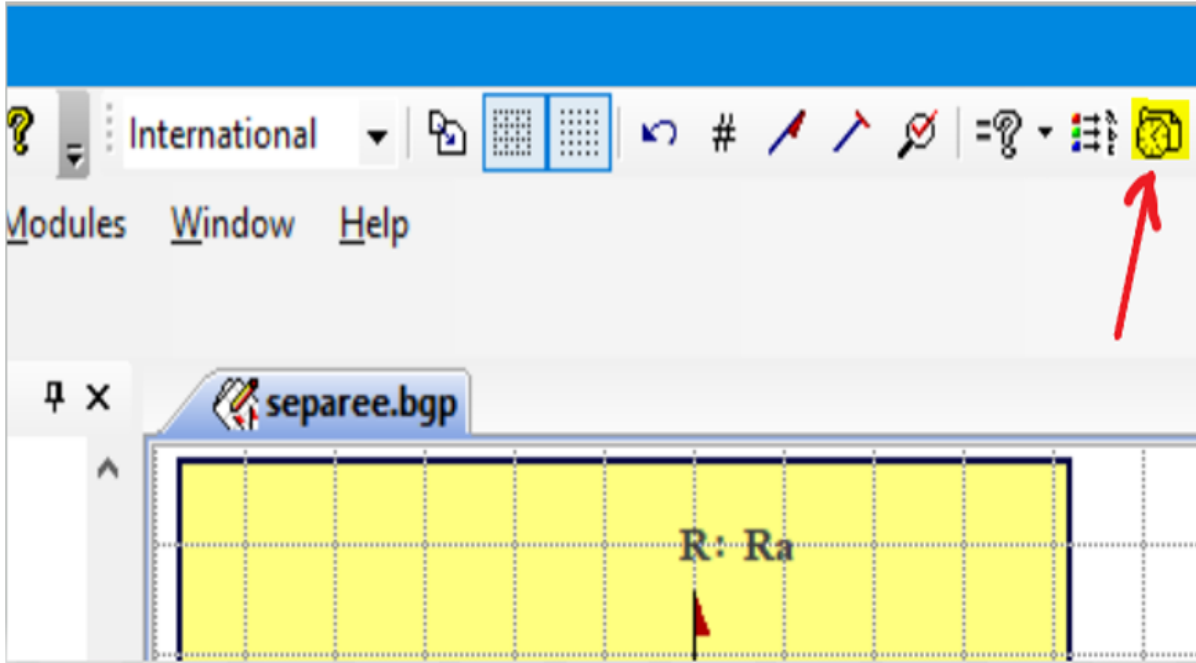 International
#
=?
Modules Window Help
separee.bgp
R: Ra